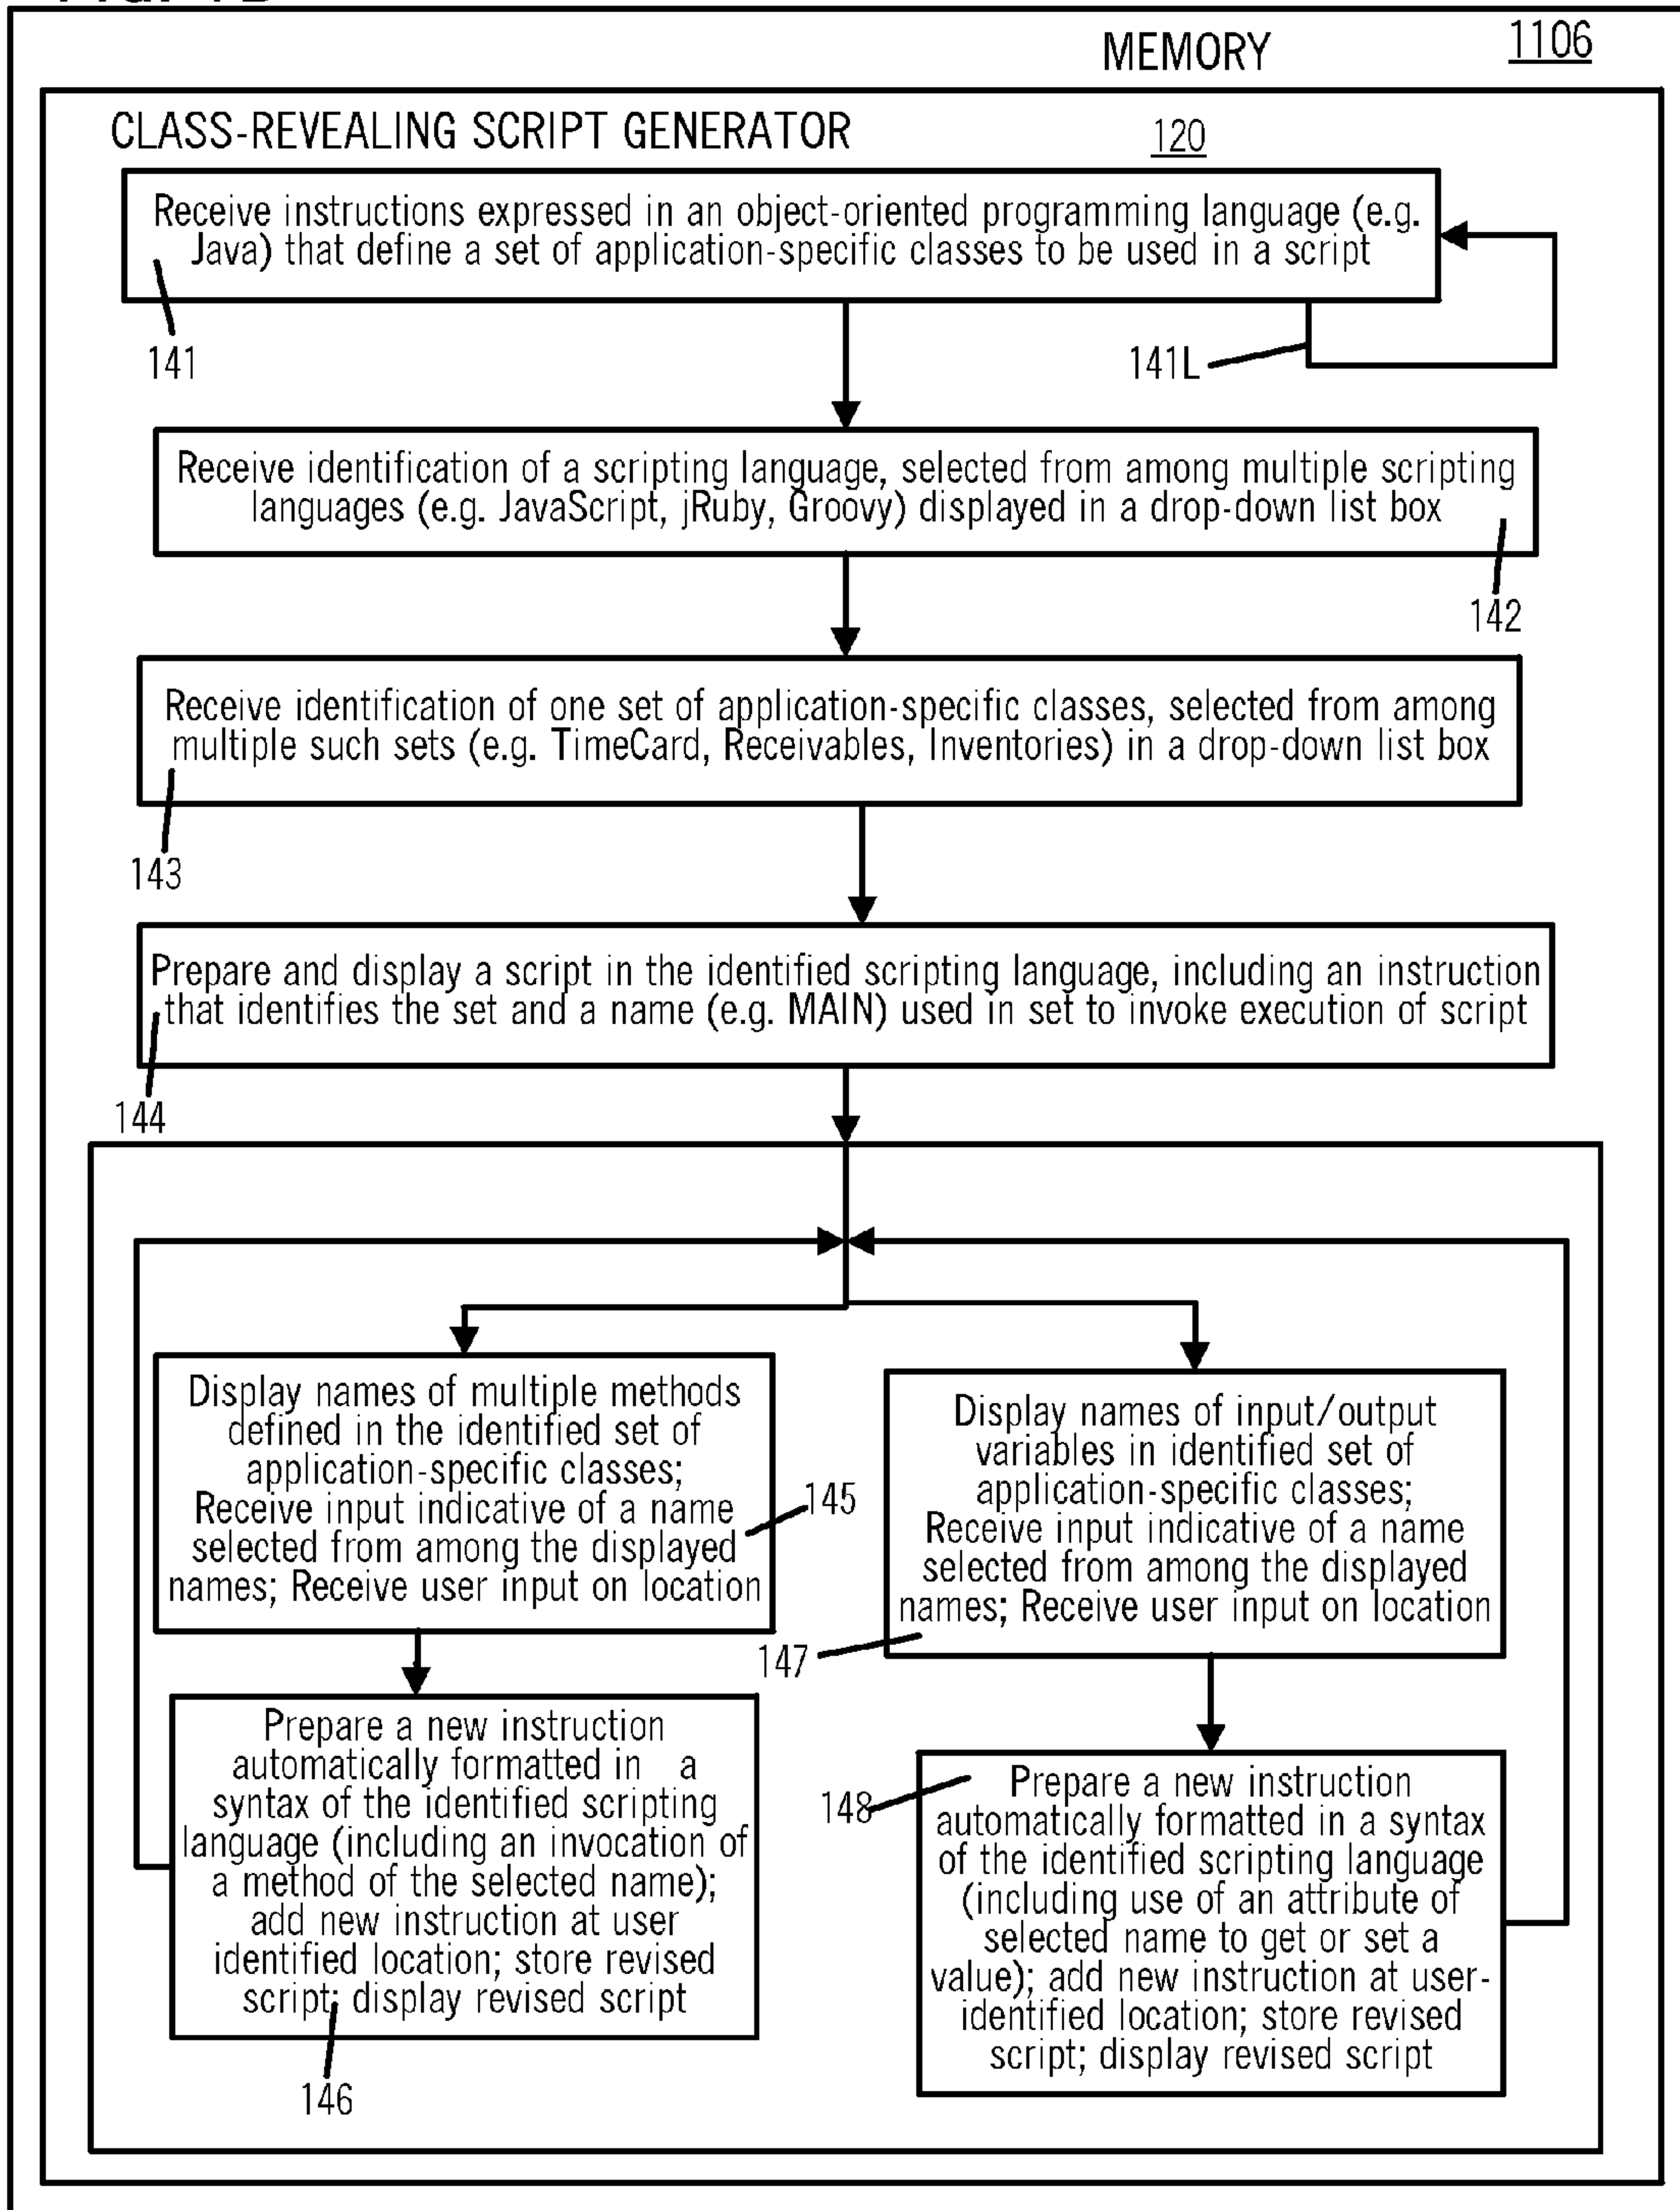 MEMORY 1106
CLASS-REVEALING SCRIPT GENERATOR 120
Receive instructions expressed in an object-oriented programming language (e.g.
Java) that define a set of application-specific classes to be used in a script
141
141L
Receive identification of a scripting language, selected from among multiple scripting
languages (e.g. JavaScript, jRuby, Groovy) displayed in a drop-down list box
142
Receive identification of one set of application-specific classes, selected from among
multiple such sets (e.g. TimeCard, Receivables, Inventories) in a drop-down list box
143
Prepare and display a script in the identified scripting language, including an instruction
that identifies the set and a name (e.g. MAIN) used in set to invoke execution of script
144
Display names of multiple methods
defined in the identified set of
application-specific classes;
Receive input indicative of a name
selected from among the displayed
names; Receive user input on location
145
Display names of input/output
variables in identified set of
application-specific classes;
Receive input indicative of a name
selected from among the displayed
names; Receive user input on location
147
Prepare a new instruction
automatically formatted in a
syntax of the identified scripting
language (including an invocation of
a method of the selected name);
add new instruction at user
identified location; store revised
script; display revised script
146
148
Prepare a new instruction
automatically formatted in a syntax
of the identified scripting language
(including use of an attribute of
selected name to get or set a
value); add new instruction at user-
identified location; store revised
script; display revised script